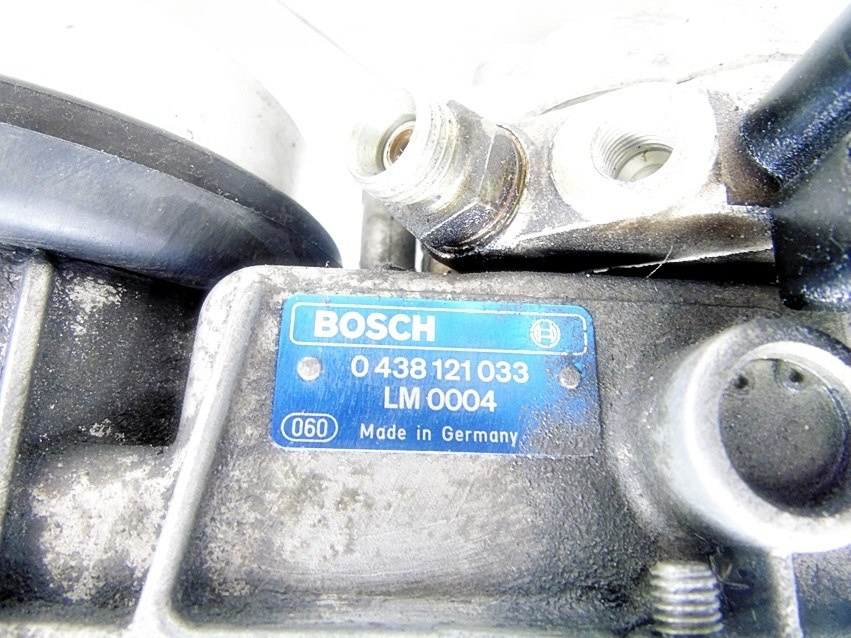 BOSCH
0 438 121 033
LM 0004
060 Made in Germany